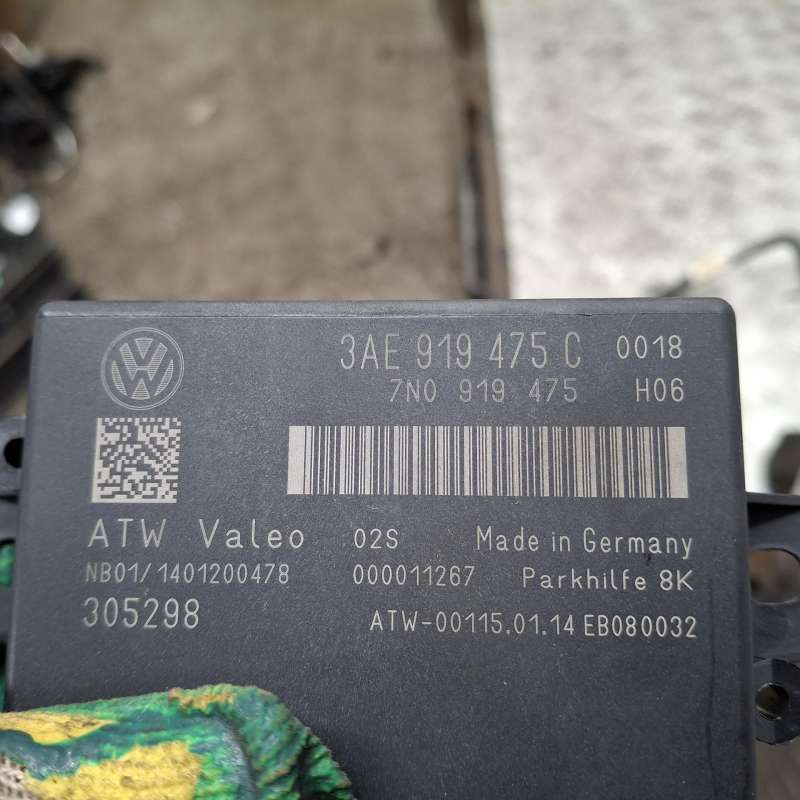 3AE 919 475 C 0018
7N0 919 475 H06
ATW Valeo 02S Made in Germany
NB01/1401200478 000011267 Parkhilfe 8K
305298 ATW-00115.01.14 EB080032